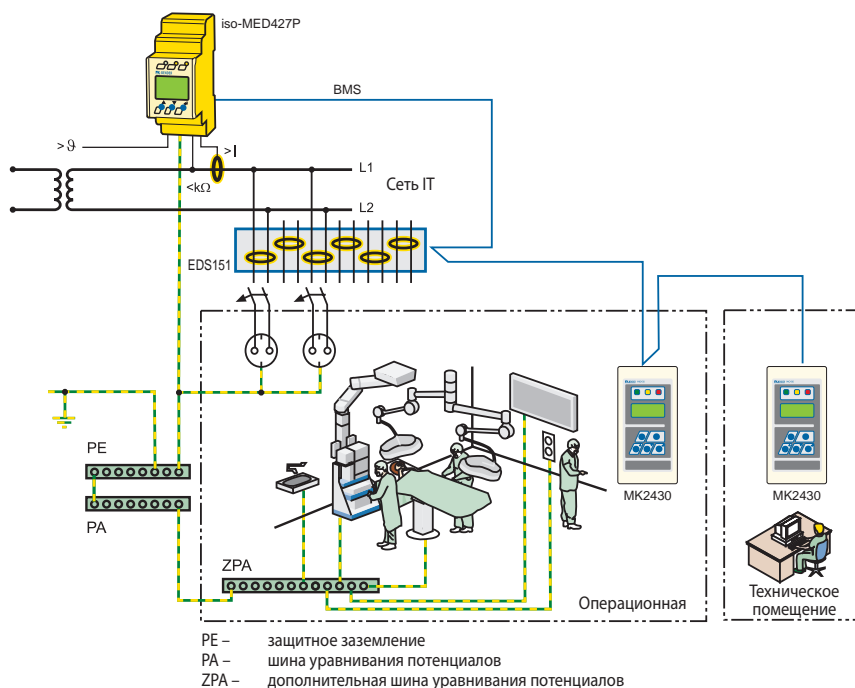 iso-MED427P
BMS
>ϑ
>I
L1
<kΩ
Сеть IT
L2
EDS151
PE
PA
MK2430
MK2430
ZPA
Операционная
Техническое
помещение
PE – защитное заземление
PA – шина уравнивания потенциалов
ZPA – дополнительная шина уравнивания потенциалов